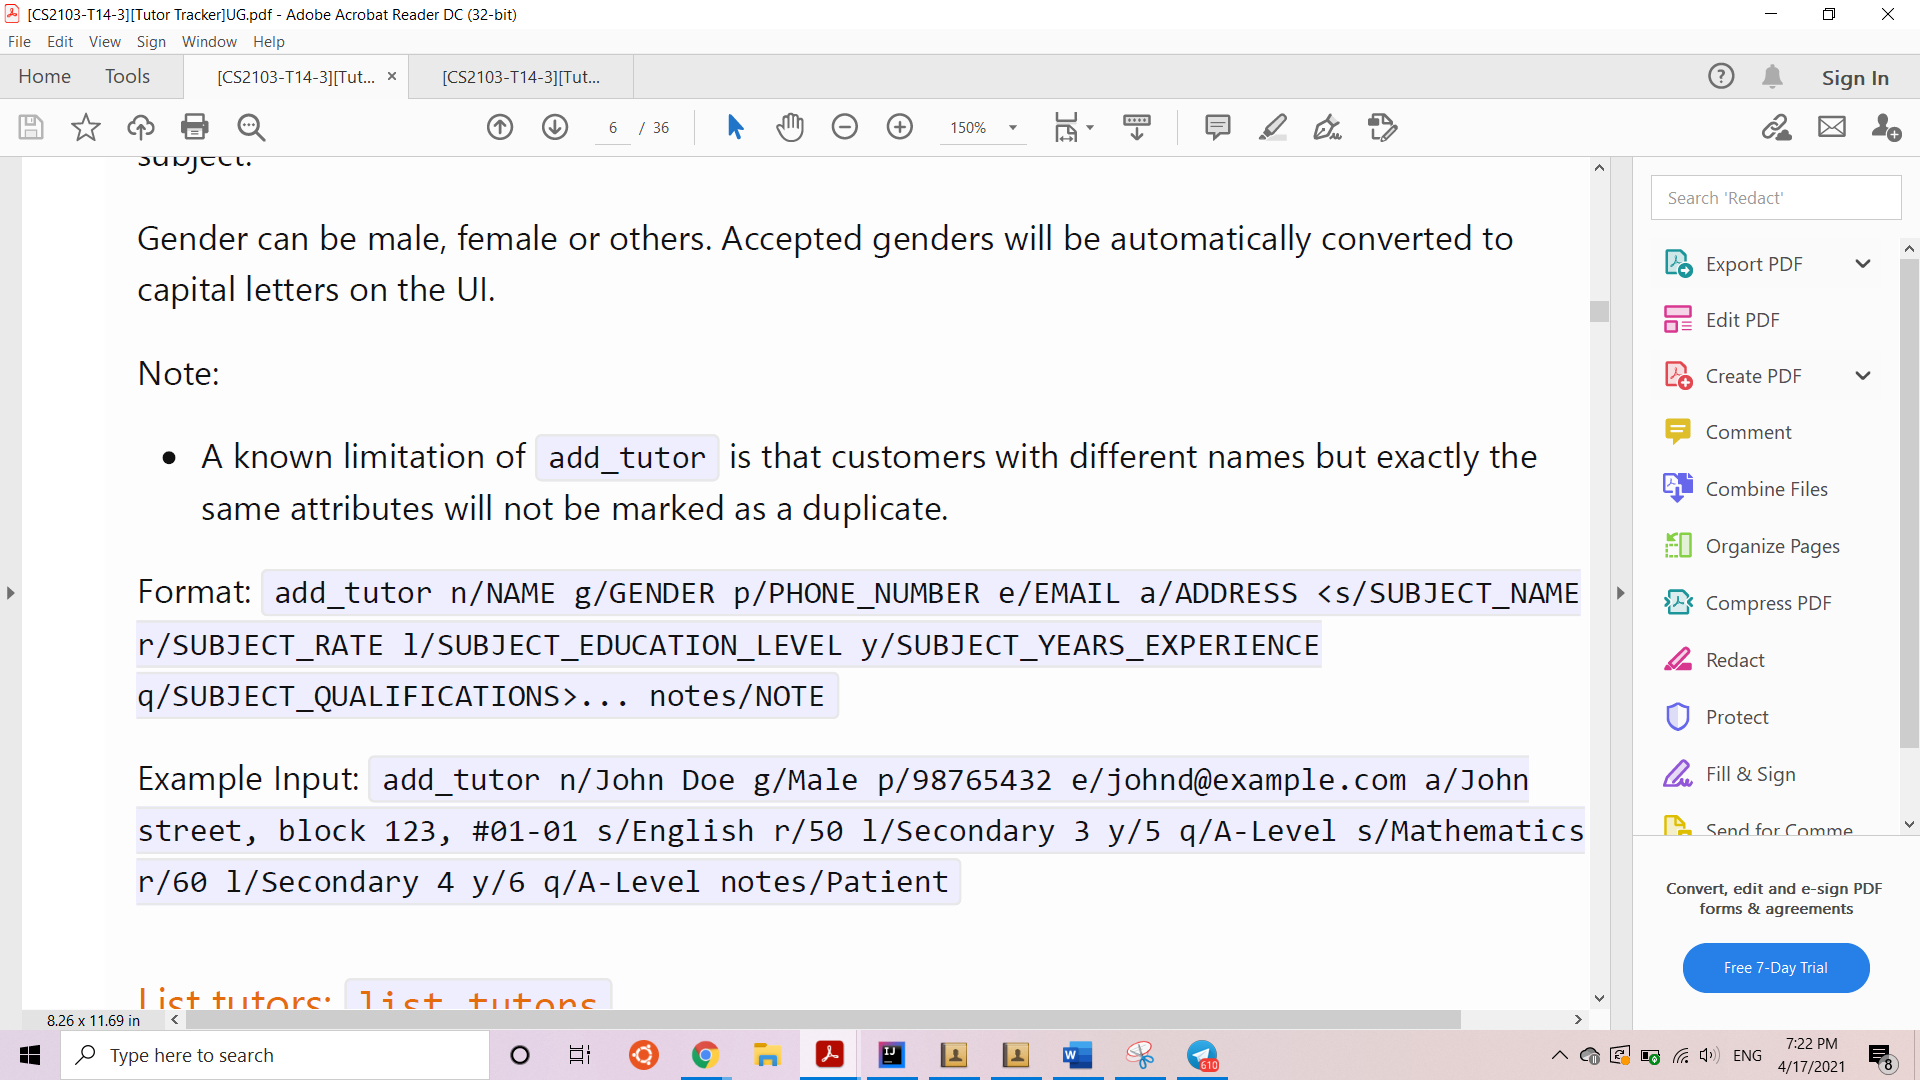 [CS2103-T14-3][Tutor Tracker]UG.pdf - Adobe Acrobat Reader DC (32-bit)
File Edit View Sign Window Help
Home Tools [CS2103-T14-3][Tut... × [CS2103-T14-3][Tut... Sign In
6 / 36 150%
subject.
Gender can be male, female or others. Accepted genders will be automatically converted to
capital letters on the UI.
Note:
• A known limitation of add_tutor is that customers with different names but exactly the
same attributes will not be marked as a duplicate.
Format: add_tutor n/NAME g/GENDER p/PHONE_NUMBER e/EMAIL a/ADDRESS <s/SUBJECT_NAME
r/SUBJECT_RATE l/SUBJECT_EDUCATION_LEVEL y/SUBJECT_YEARS_EXPERIENCE
q/SUBJECT_QUALIFICATIONS>... notes/NOTE
Example Input: add_tutor n/John Doe g/Male p/98765432 e/johnd@example.com a/John
street, block 123, #01-01 s/English r/50 l/Secondary 3 y/5 q/A-Level s/Mathematics
r/60 l/Secondary 4 y/6 q/A-Level notes/Patient
List tutors: list_tutors
8.26 x 11.69 in
Search 'Redact'
Export PDF
Edit PDF
Create PDF
Comment
Combine Files
Organize Pages
Compress PDF
Redact
Protect
Fill & Sign
Send for Comme
Convert, edit and e-sign PDF
forms & agreements
Free 7-Day Trial
Type here to search
IJ
W
610
ENG
7:22 PM
4/17/2021
8